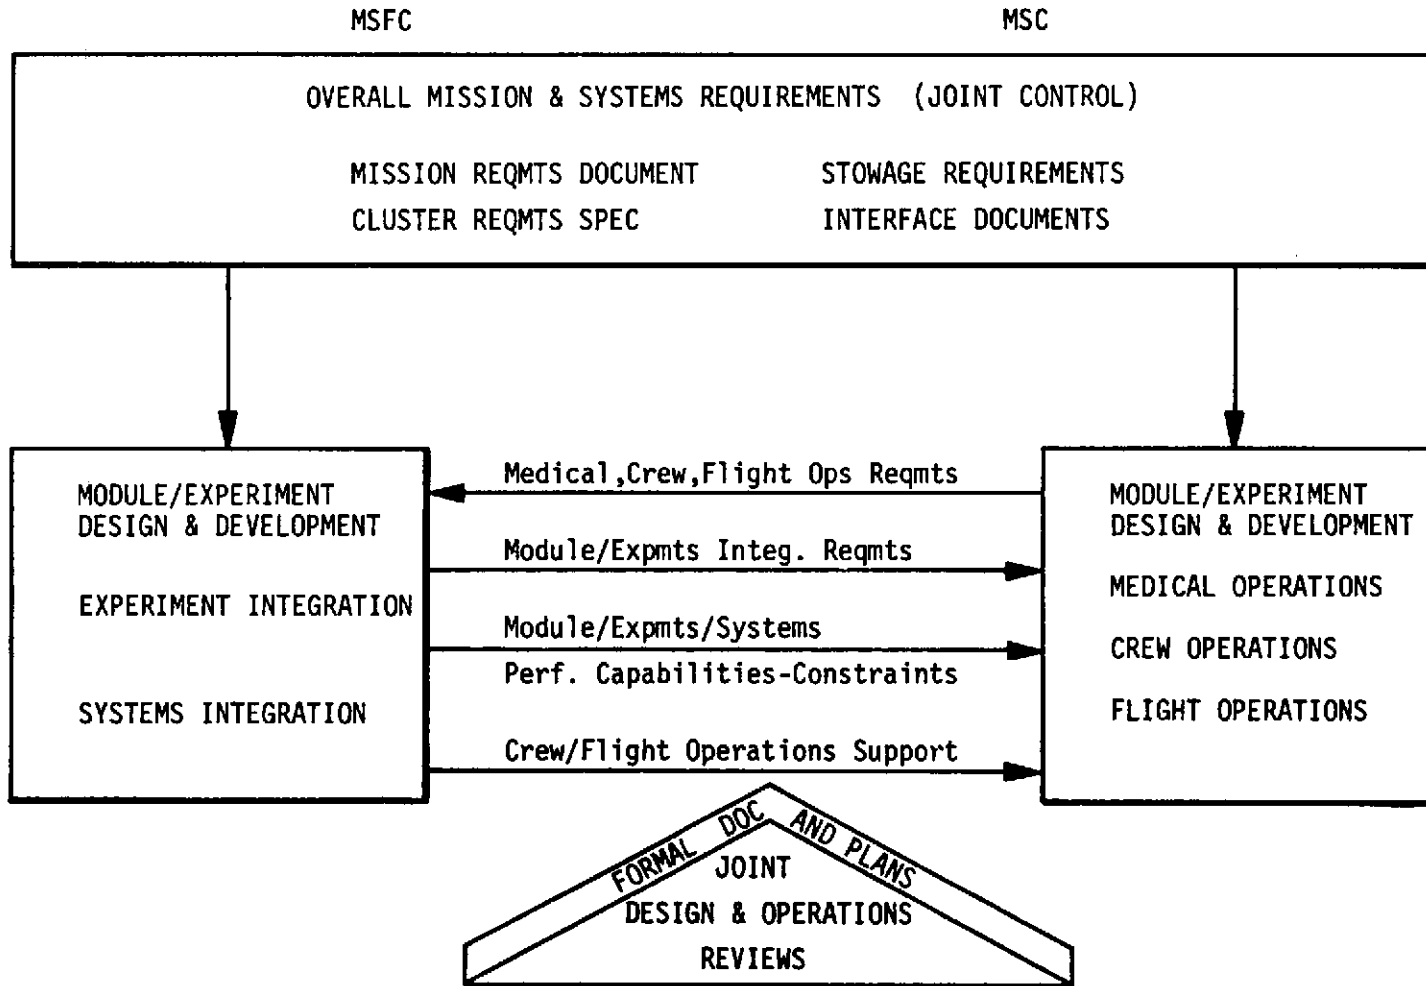 MSFC MSC
OVERALL MISSION & SYSTEMS REQUIREMENTS (JOINT CONTROL)
MISSION REQMTS DOCUMENT STOWAGE REQUIREMENTS
CLUSTER REQMTS SPEC INTERFACE DOCUMENTS
MODULE/EXPERIMENT
DESIGN & DEVELOPMENT
EXPERIMENT INTEGRATION
SYSTEMS INTEGRATION
Medical,Crew,Flight Ops Reqmts
Module/Expmts Integ. Reqmts
Module/Expmts/Systems
Perf. Capabilities-Constraints
Crew/Flight Operations Support
MODULE/EXPERIMENT
DESIGN & DEVELOPMENT
MEDICAL OPERATIONS
CREW OPERATIONS
FLIGHT OPERATIONS
FORMAL DOC AND PLANS
JOINT
DESIGN & OPERATIONS
REVIEWS